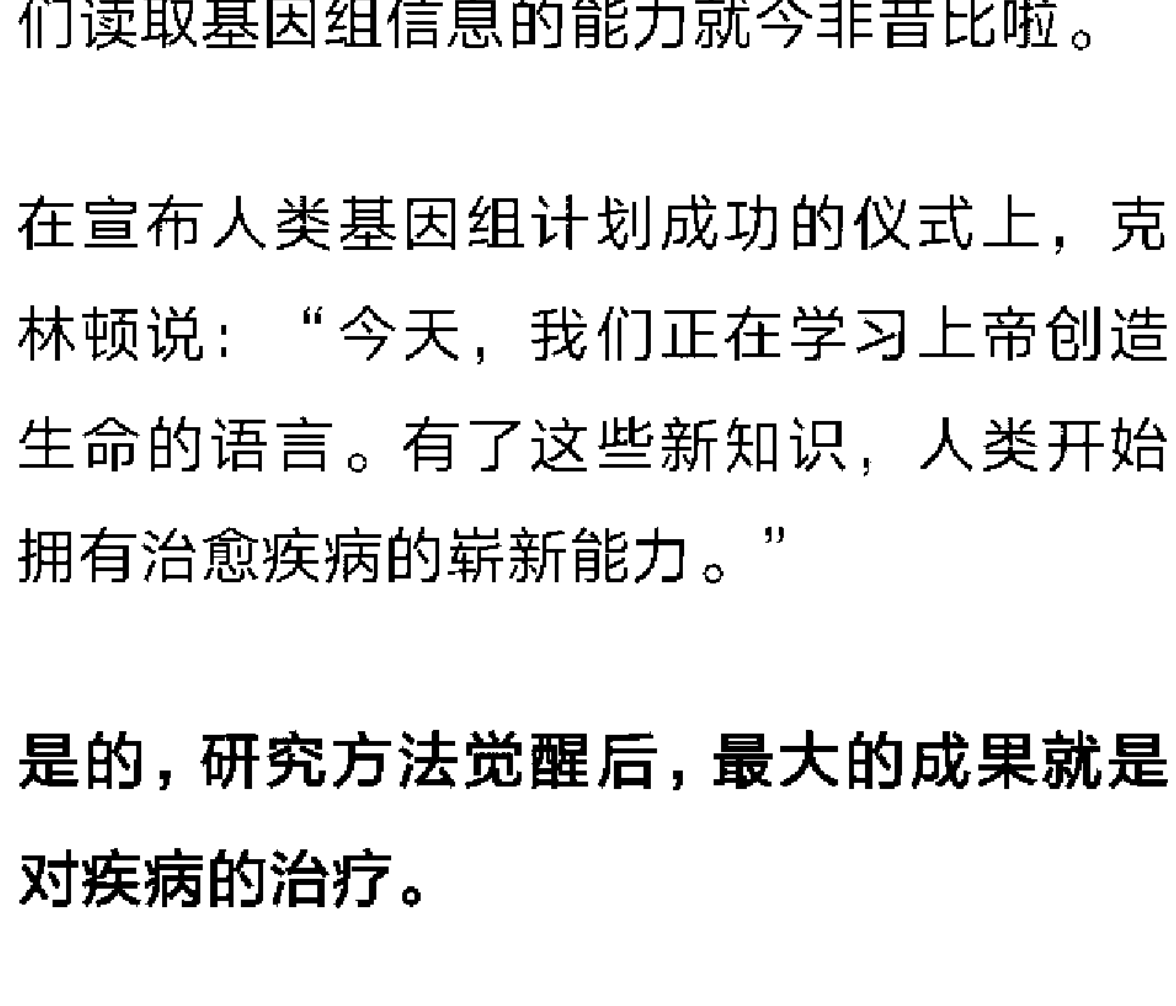 们读取基因组信息的能力就今非昔比啦。
在宣布人类基因组计划成功的仪式上，克
林顿说：“今天，我们正在学习上帝创造
生命的语言。有了这些新知识，人类开始
拥有治愈疾病的崭新能力。”
是的，研究方法觉醒后，最大的成果就是
对疾病的治疗。